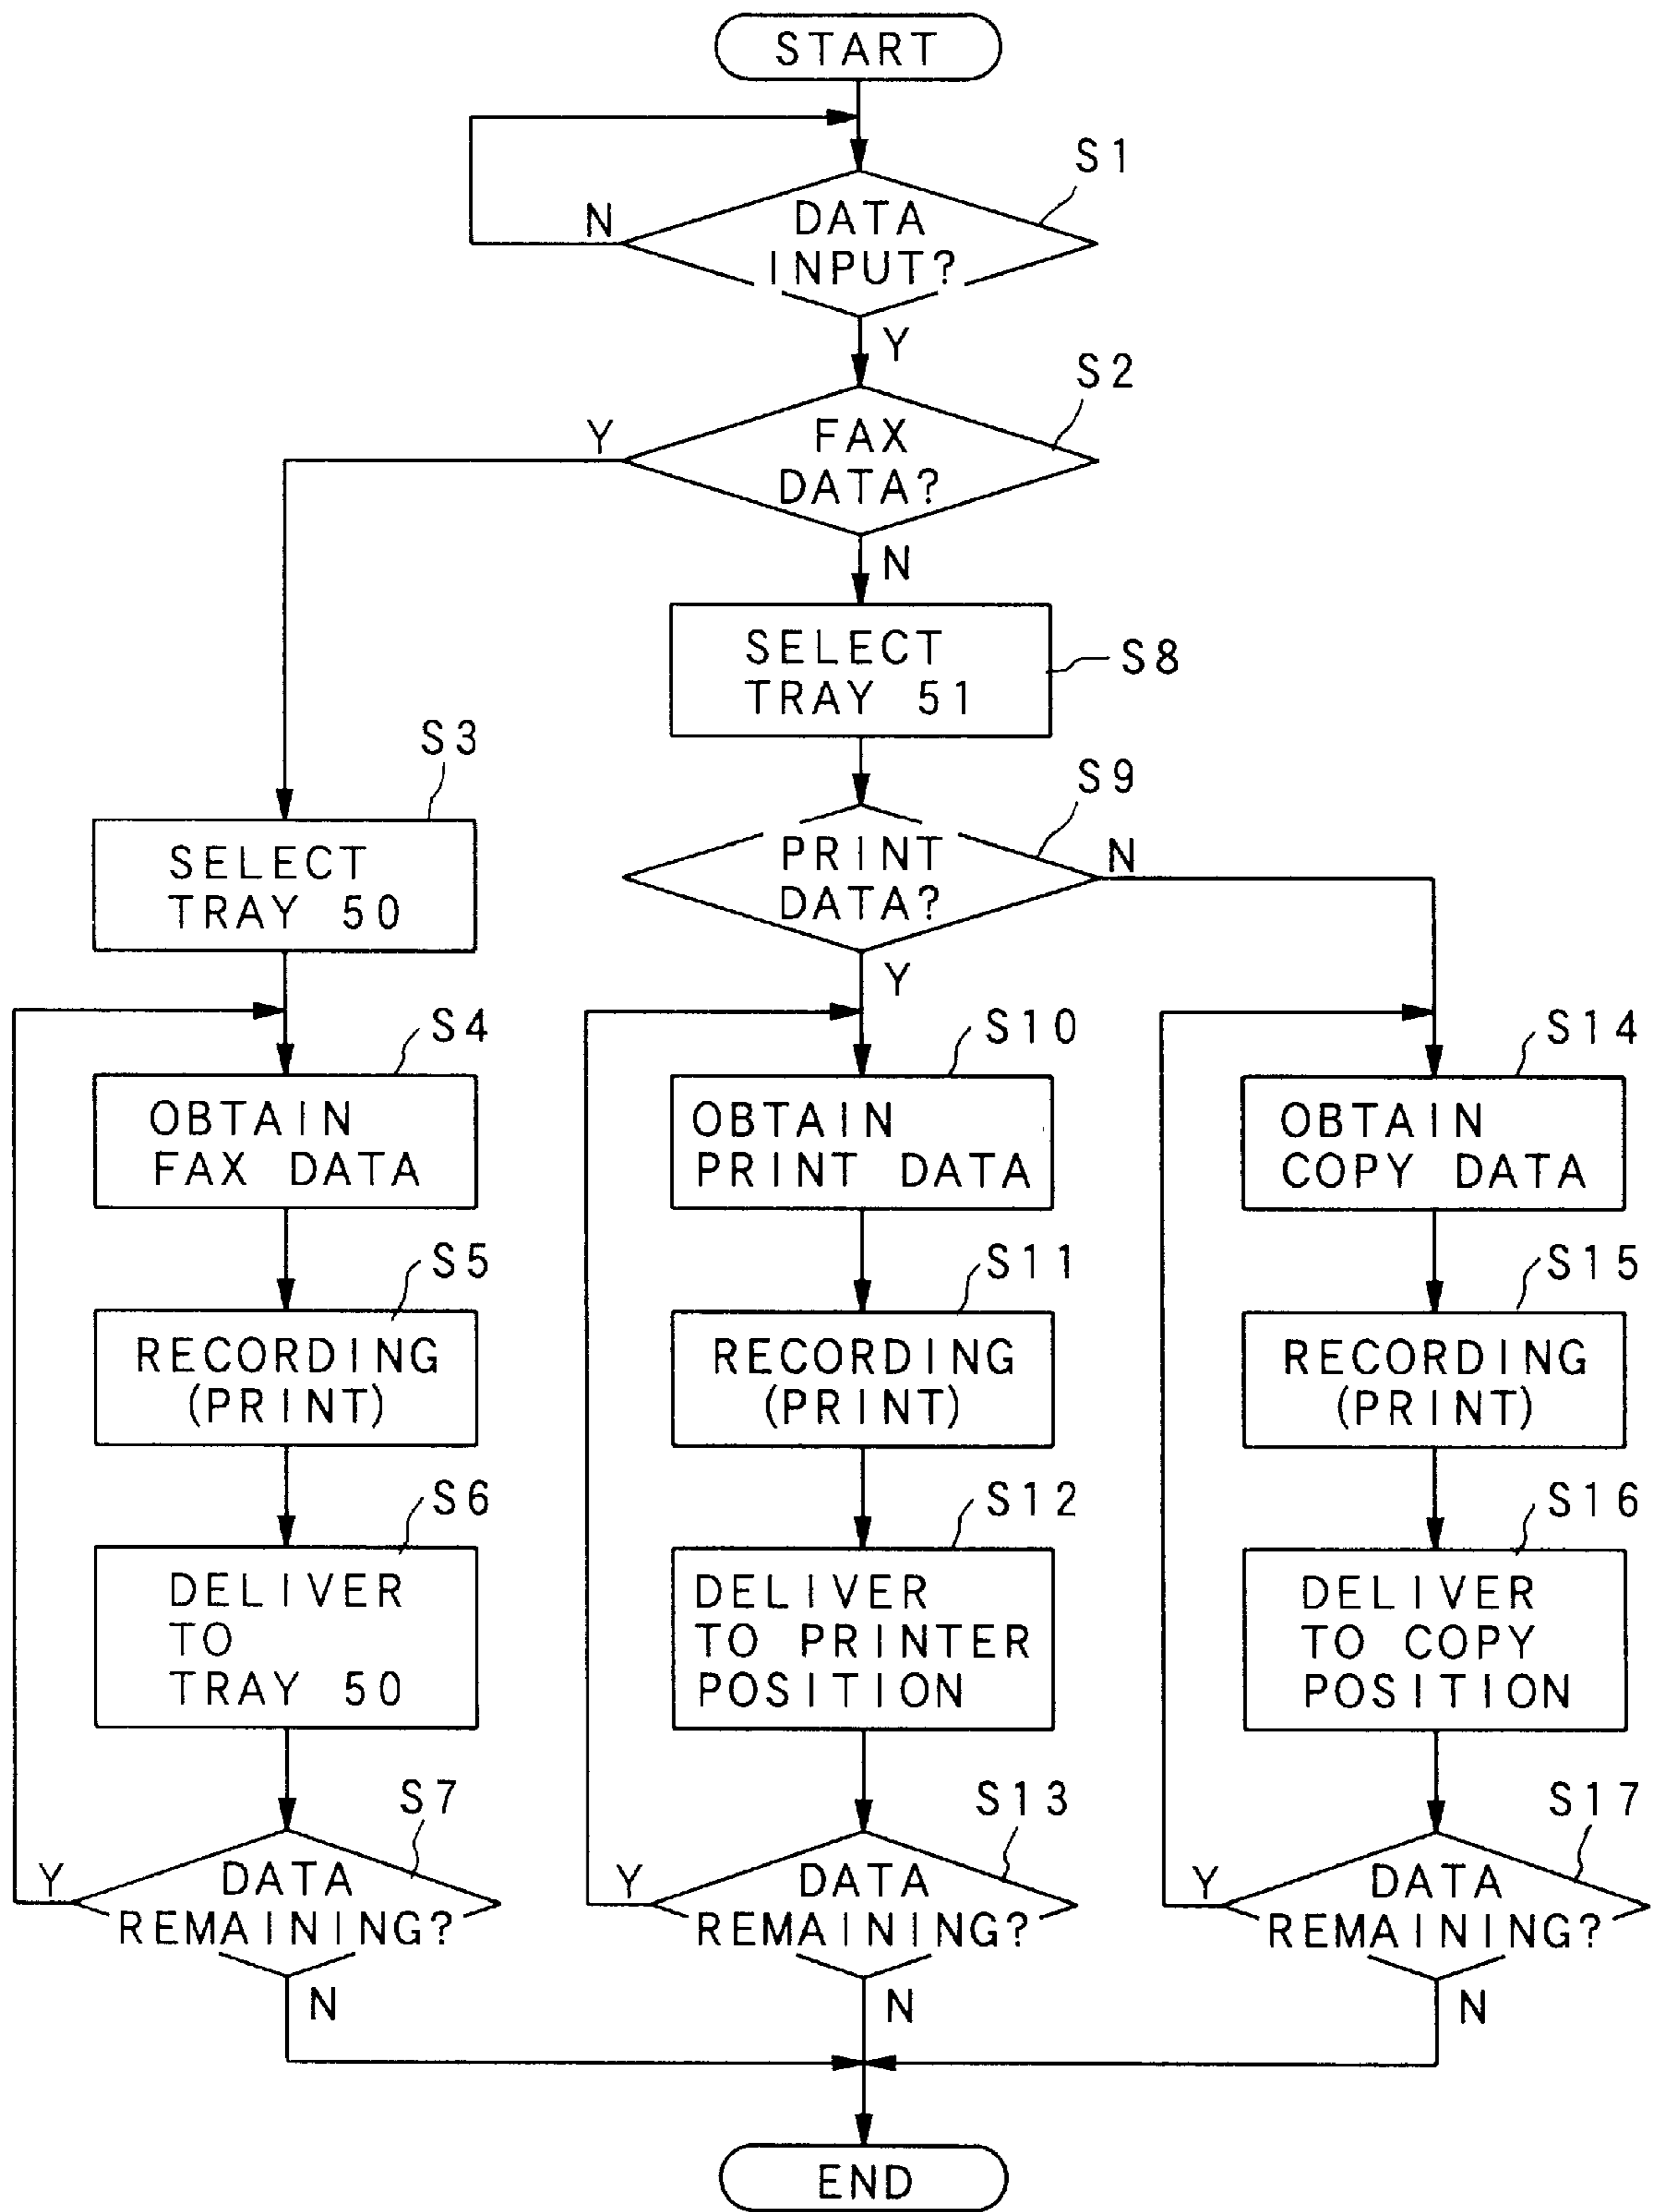 START
S1
DATA
INPUT?
N
Y
S2
FAX
DATA?
Y
N
SELECT
TRAY 51
S8
S3
SELECT
TRAY 50
S9
PRINT
DATA?
N
Y
S4
OBTAIN
FAX DATA
S10
OBTAIN
PRINT DATA
S14
OBTAIN
COPY DATA
S5
RECORDING
(PRINT)
S11
RECORDING
(PRINT)
S15
RECORDING
(PRINT)
S6
DELIVER
TO
TRAY 50
S12
DELIVER
TO PRINTER
POSITION
S16
DELIVER
TO COPY
POSITION
S7
DATA
REMAINING?
Y
N
S13
DATA
REMAINING?
Y
N
S17
DATA
REMAINING?
Y
N
END